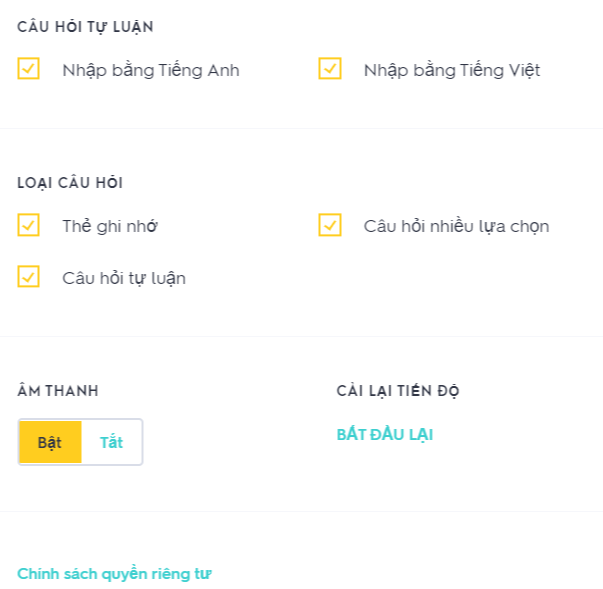 CÂU HỎI TỰ LUẬN
Nhập bằng Tiếng Anh
Nhập bằng Tiếng Việt
LOẠI CÂU HỎI
Thẻ ghi nhớ
Câu hỏi nhiều lựa chọn
Câu hỏi tự luận
ÂM THANH
CÀI LẠI TIẾN ĐỘ
Bật
Tắt
BẮT ĐẦU LẠI
Chính sách quyền riêng tư